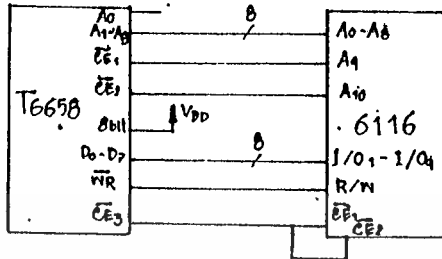 A0
A1-A8
CE1
CE2
8bit
D0-D7
WR
CE3
T6658
8
VDD
8
A0-A8
A9
A10
6116
I/O1-I/O8
R/W
CE1
CE2